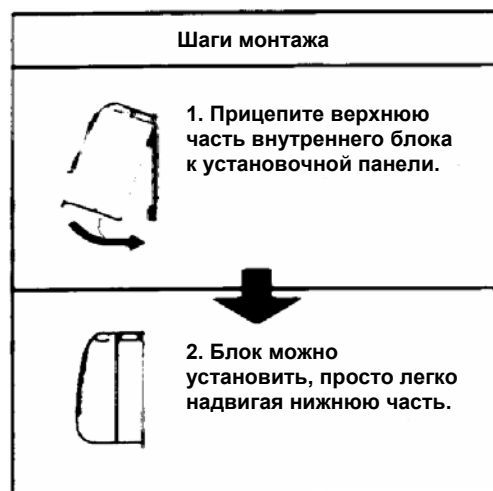 Шаги монтажа
1. Прицепите верхнюю
часть внутреннего блока
к установочной панели.
2. Блок можно
установить, просто легко
надвигая нижнюю часть.